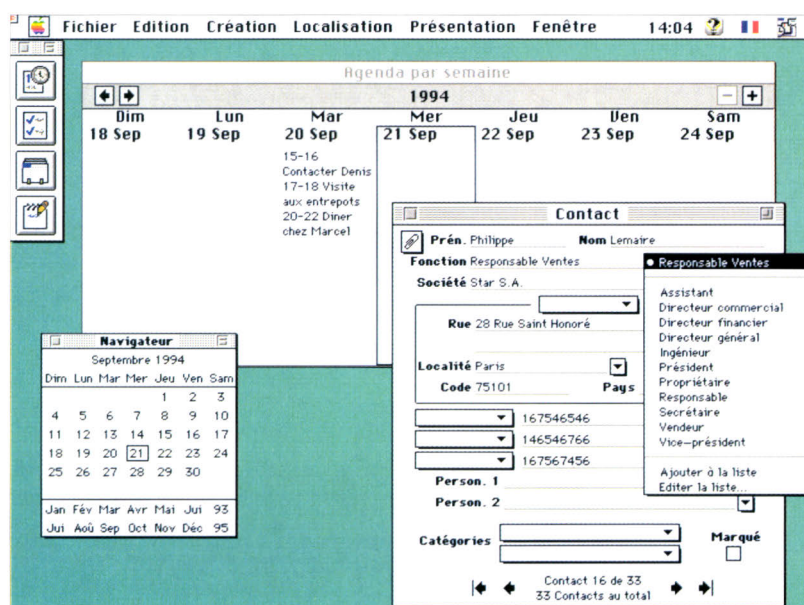 Fichier Edition Création Localisation Présentation Fenêtre 14:04
Agenda par semaine
1994
Dim Lun Mar Mer Jeu Ven Sam
18 Sep 19 Sep 20 Sep 21 Sep 22 Sep 23 Sep 24 Sep
15-16
Contacter Denis
17-18 Visite
aux entrepots
20-22 Diner
chez Marcel
Contact
Prén. Philippe Nom Lemaire
Fonction Responsable Ventes
Société Star S.A.
Rue 28 Rue Saint Honoré
Localité Paris
Code 75101 Pays
167546546
146546766
167567456
Person. 1
Person. 2
Catégories Marqué
Contact 16 de 33
33 Contacts au total
Responsable Ventes
Assistant
Directeur commercial
Directeur financier
Directeur général
Ingénieur
Président
Propriétaire
Responsable
Secrétaire
Vendeur
Vice-président
Ajouter à la liste
Editer la liste...
Navigateur
Septembre 1994
Dim Lun Mar Mer Jeu Ven Sam
1 2 3
4 5 6 7 8 9 10
11 12 13 14 15 16 17
18 19 20 21 22 23 24
25 26 27 28 29 30
Jan Fév Mar Avr Mai Jui 93
Jui Aoû Sep Oct Nov Déc 95